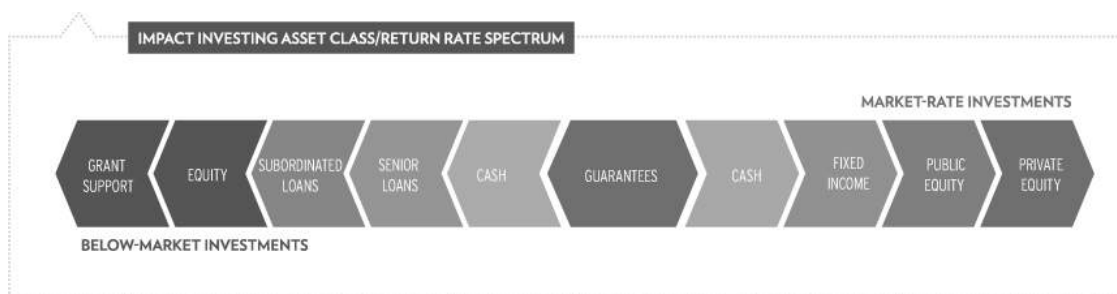 IMPACT INVESTING ASSET CLASS/RETURN RATE SPECTRUM
MARKET-RATE INVESTMENTS
GRANT
SUPPORT
EQUITY
SUBORDINATED
LOANS
SENIOR
LOANS
CASH
GUARANTEES
CASH
FIXED
INCOME
PUBLIC
EQUITY
PRIVATE
EQUITY
BELOW-MARKET INVESTMENTS